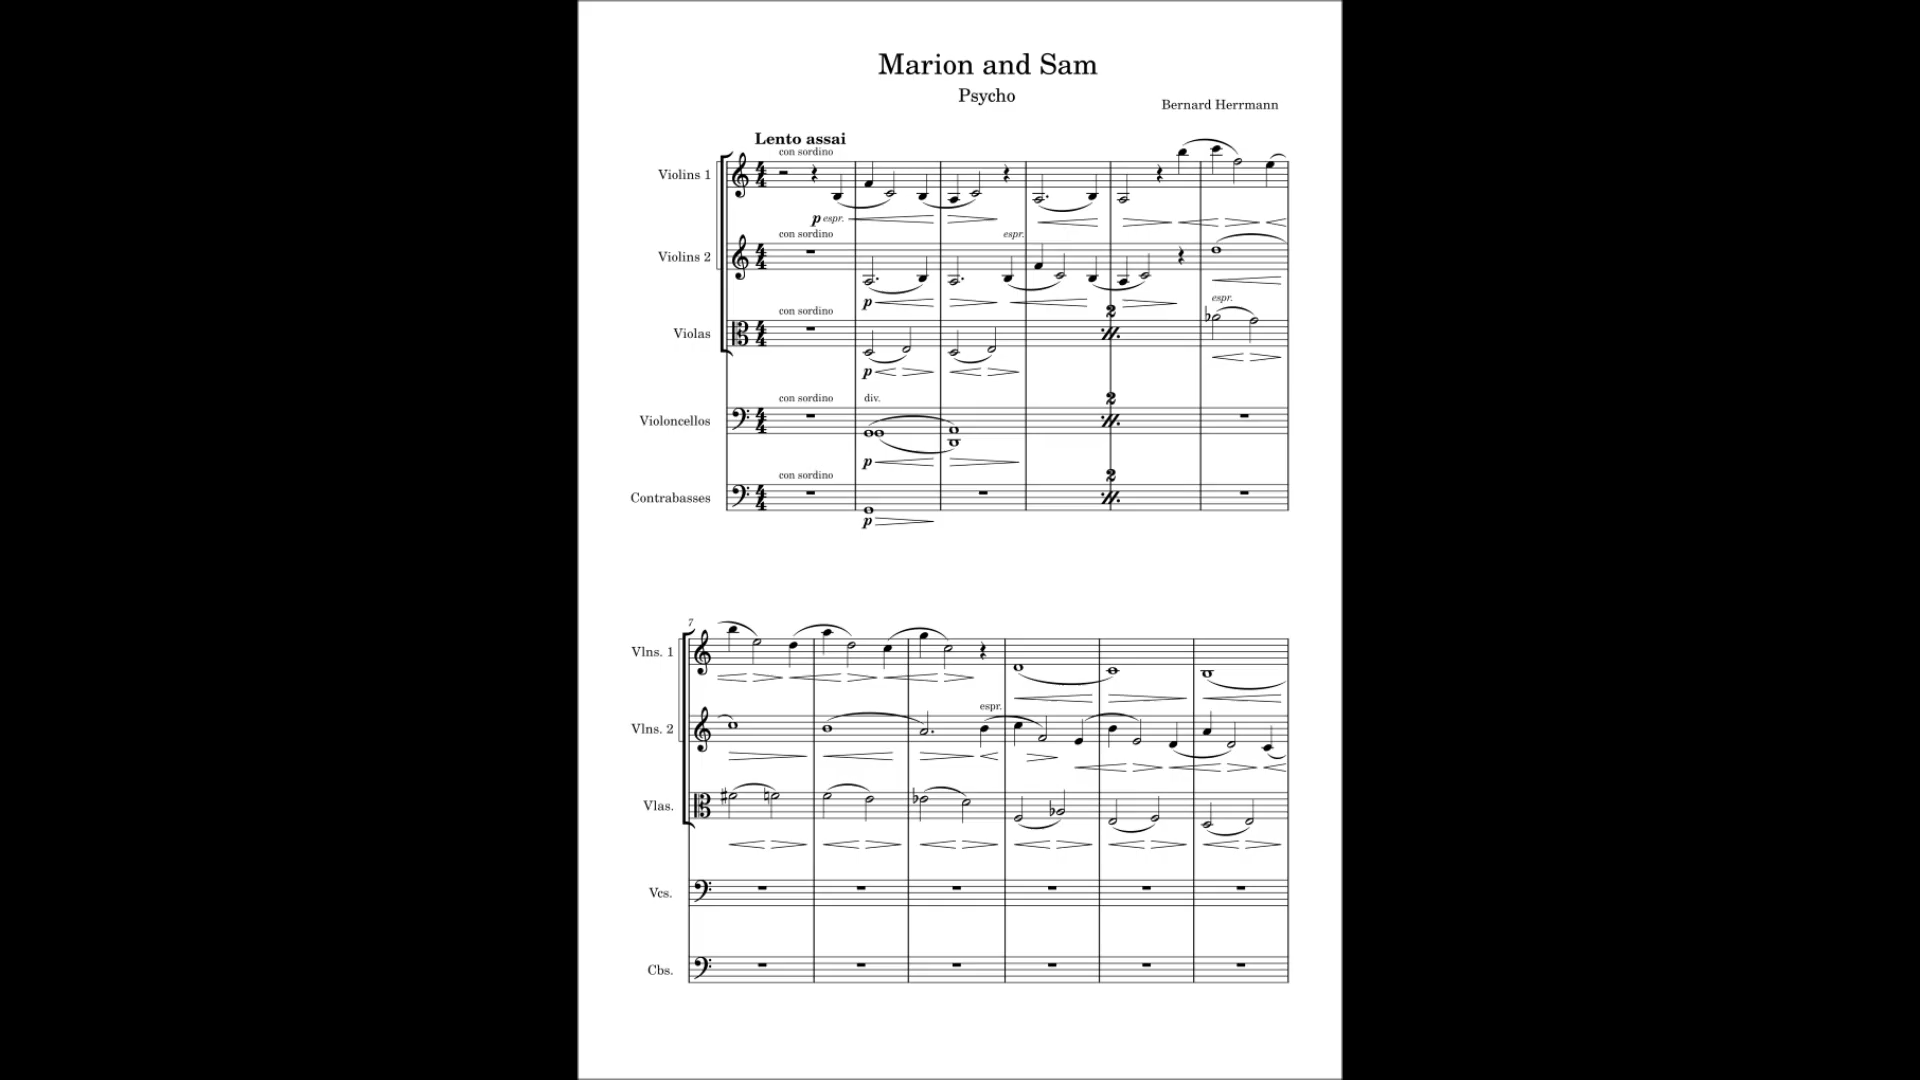 Marion and Sam
Psycho
Bernard Herrmann
Lento assai
con sordino
Violins 1
p espr.
con sordino
espr.
Violins 2
p
con sordino
2
espr.
Violas
p
con sordino
div.
2
Violoncellos
p
con sordino
2
Contrabasses
p
7
Vlns. 1
espr.
Vlns. 2
Vlas.
Vcs.
Cbs.